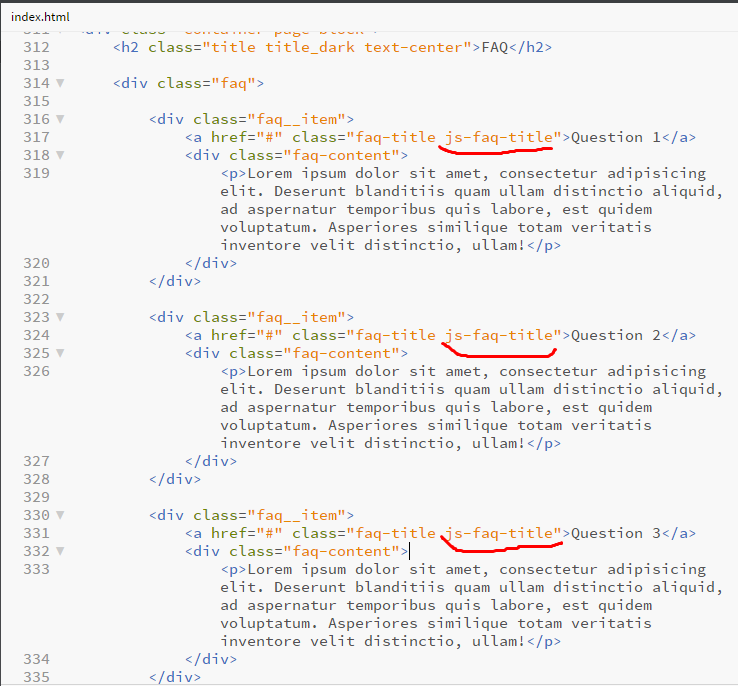 index.html
312 <h2 class="title title_dark text-center">FAQ</h2>
313
314 <div class="faq">
315
316 <div class="faq__item">
317 <a href="#" class="faq-title js-faq-title">Question 1</a>
318 <div class="faq-content">
319 <p>Lorem ipsum dolor sit amet, consectetur adipisicing
elit. Deserunt blanditiis quam ullam distinctio aliquid,
ad aspernatur temporibus quis labore, est quidem
voluptatum. Asperiores similique totam veritatis
inventore velit distinctio, ullam!</p>
320 </div>
321 </div>
322
323 <div class="faq__item">
324 <a href="#" class="faq-title js-faq-title">Question 2</a>
325 <div class="faq-content">
326 <p>Lorem ipsum dolor sit amet, consectetur adipisicing
elit. Deserunt blanditiis quam ullam distinctio aliquid,
ad aspernatur temporibus quis labore, est quidem
voluptatum. Asperiores similique totam veritatis
inventore velit distinctio, ullam!</p>
327 </div>
328 </div>
329
330 <div class="faq__item">
331 <a href="#" class="faq-title js-faq-title">Question 3</a>
332 <div class="faq-content">
333 <p>Lorem ipsum dolor sit amet, consectetur adipisicing
elit. Deserunt blanditiis quam ullam distinctio aliquid,
ad aspernatur temporibus quis labore, est quidem
voluptatum. Asperiores similique totam veritatis
inventore velit distinctio, ullam!</p>
334 </div>
335 </div>